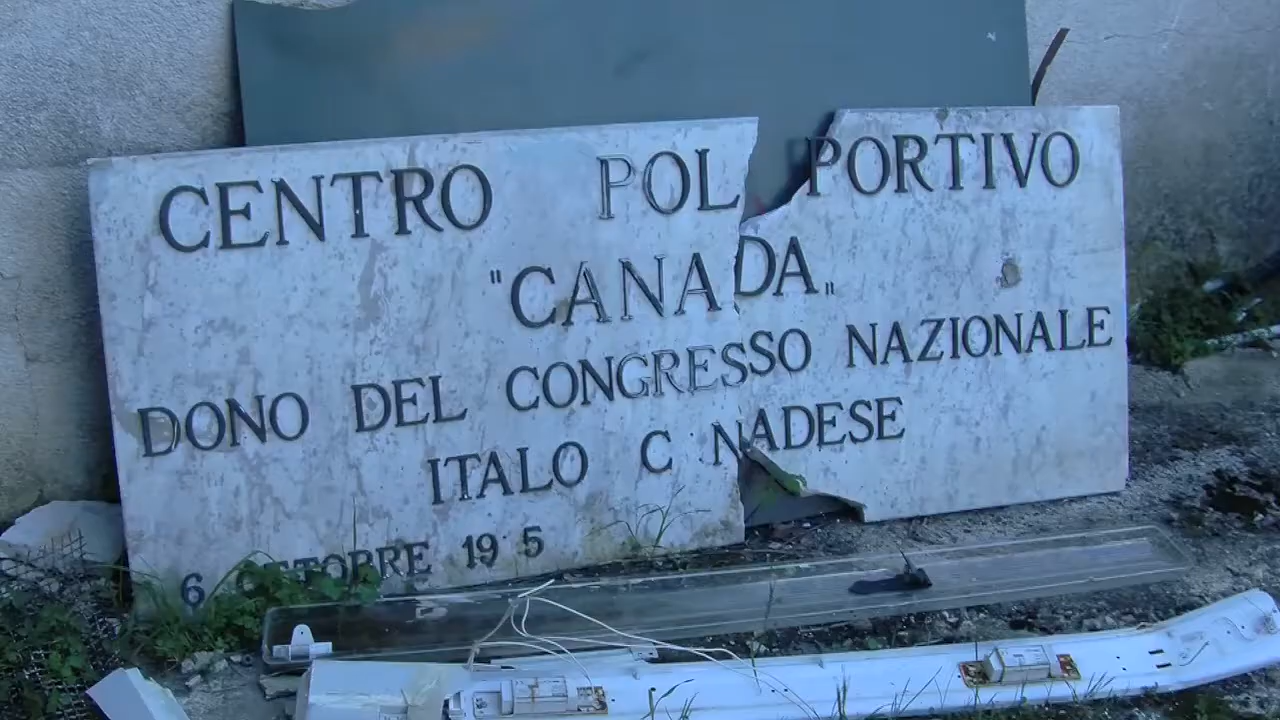 CENTRO POL PORTIVO
"CANADA"
DONO DEL CONGRESSO NAZIONALE
ITALO C NADESE
6 OTTOBRE 19 5